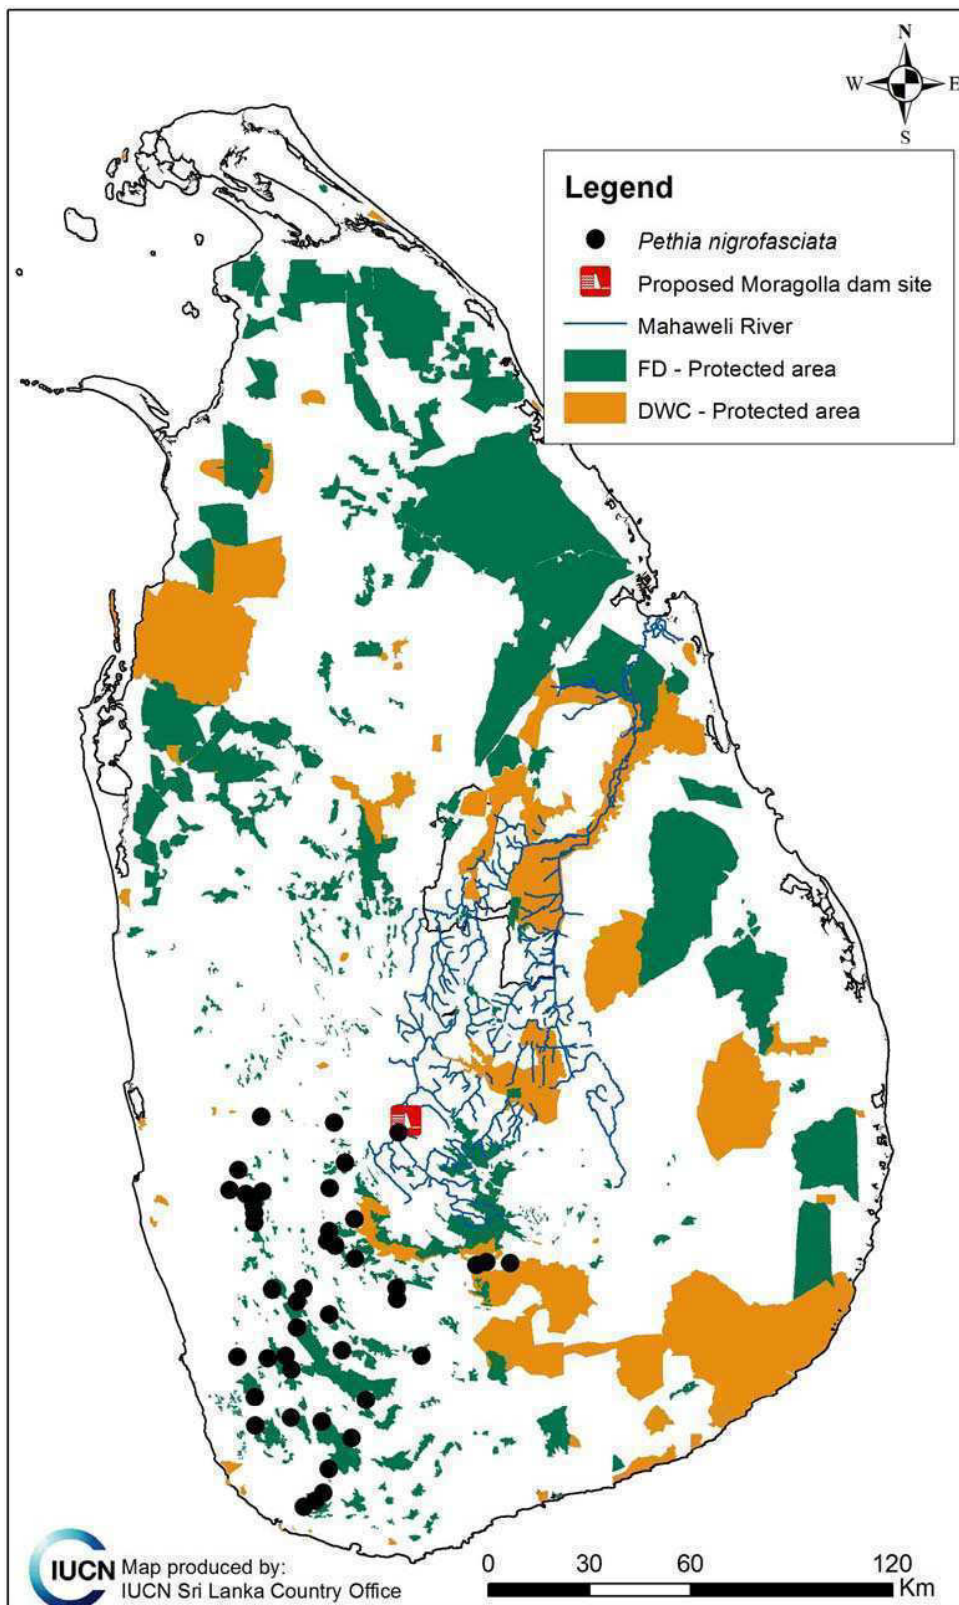 N
W E
S
Legend
Pethia nigrofasciata
Proposed Moragolla dam site
Mahaweli River
FD - Protected area
DWC - Protected area
IUCN
Map produced by:
IUCN Sri Lanka Country Office
0 30 60 120
Km